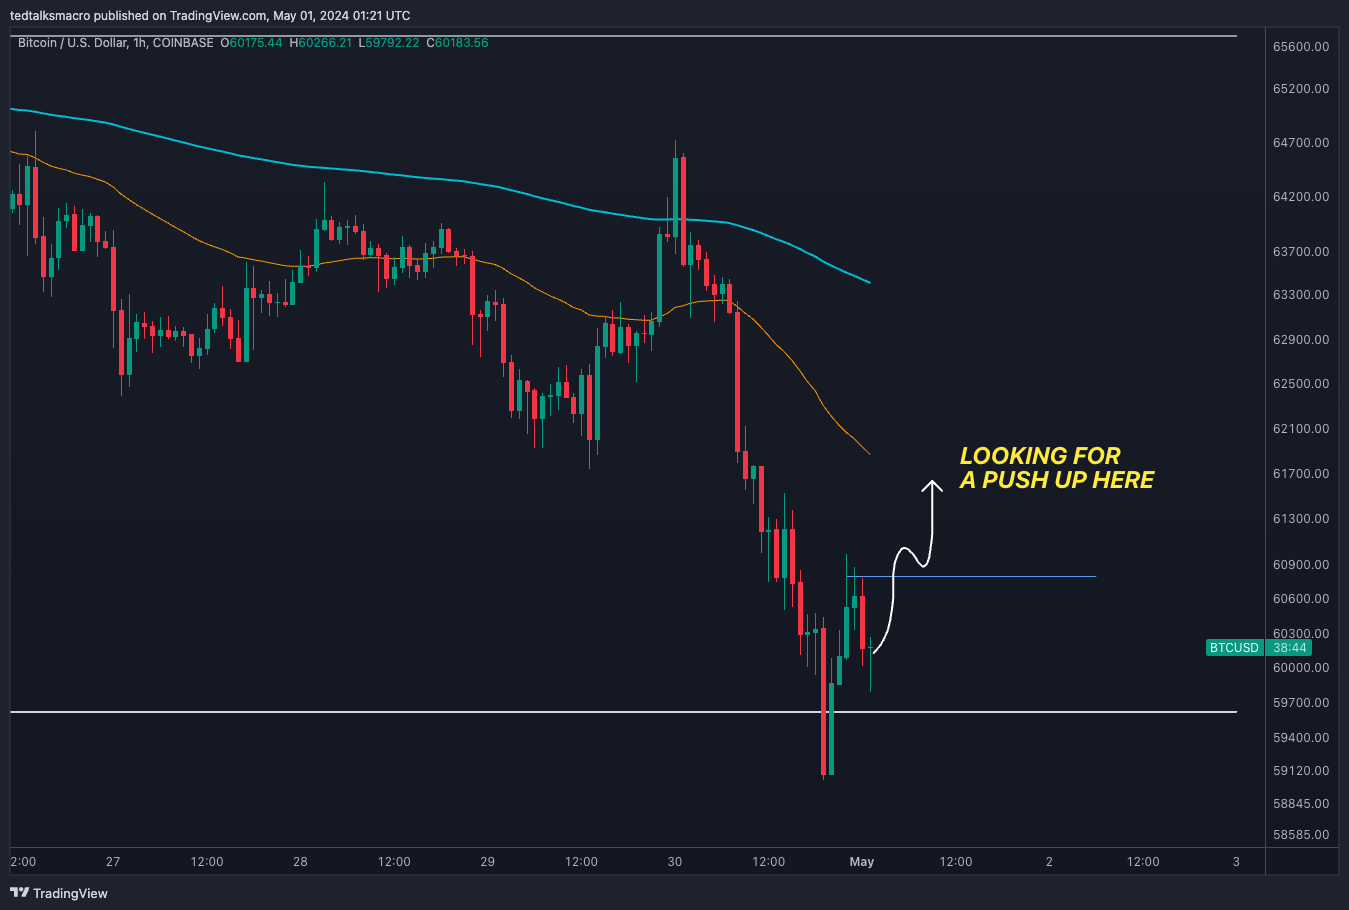 tedtalksmacro published on TradingView.com, May 01, 2024 01:21 UTC
Bitcoin / U.S. Dollar, 1h, COINBASE O60175.44 H60266.21 L59792.22 C60183.56
65600.00
65200.00
64700.00
64200.00
63700.00
63300.00
62900.00
62500.00
62100.00
61700.00
61300.00
60900.00
60600.00
60300.00
BTCUSD 38:44
60000.00
59700.00
59400.00
59120.00
58845.00
58585.00
LOOKING FOR
A PUSH UP HERE
2:00 27 12:00 28 12:00 29 12:00 30 12:00 May 12:00 2 12:00 3
TradingView